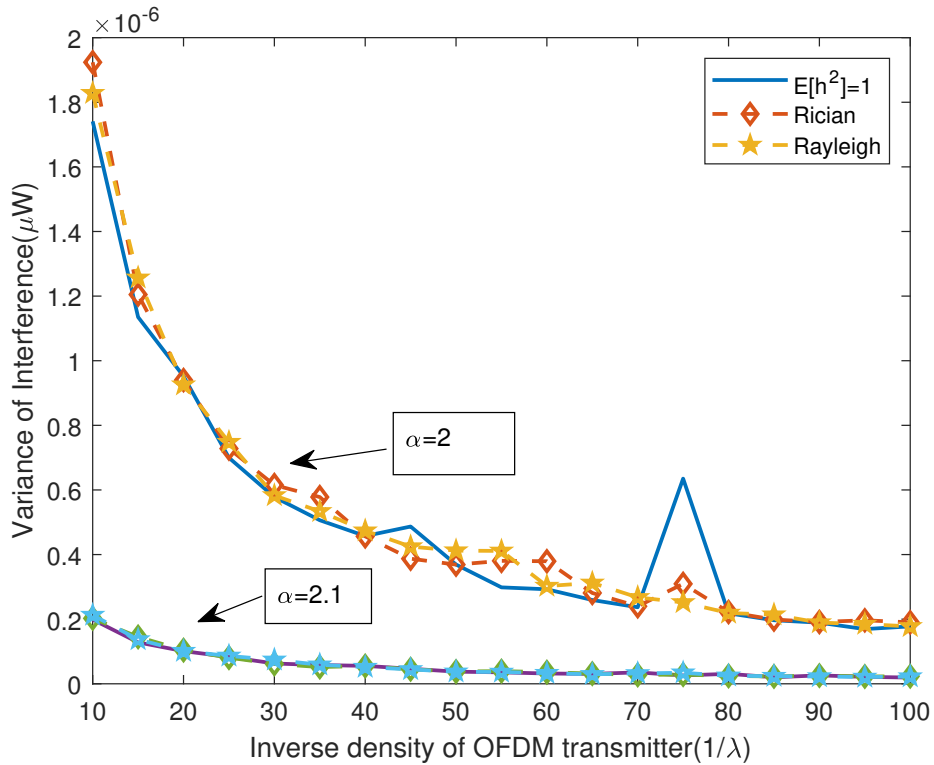 ×10⁻⁶
2
1.8
1.6
1.4
1.2
1
0.8
0.6
0.4
0.2
0
Variance of Interference(μW)
E[h²]=1
Rician
Rayleigh
α=2
α=2.1
10 20 30 40 50 60 70 80 90 100
Inverse density of OFDM transmitter(1/λ)